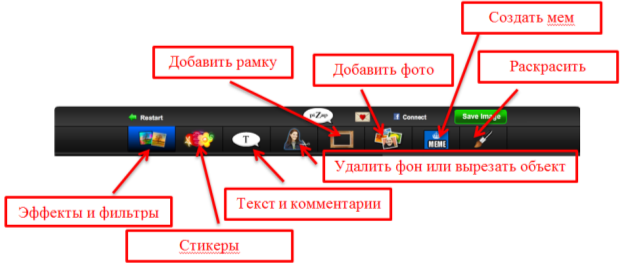 Создать мем
Добавить рамку
Добавить фото
Раскрасить
Restart
piZap
Connect
Save Image
T
MEME
Удалить фон или вырезать объект
Эффекты и фильтры
Текст и комментарии
Стикеры